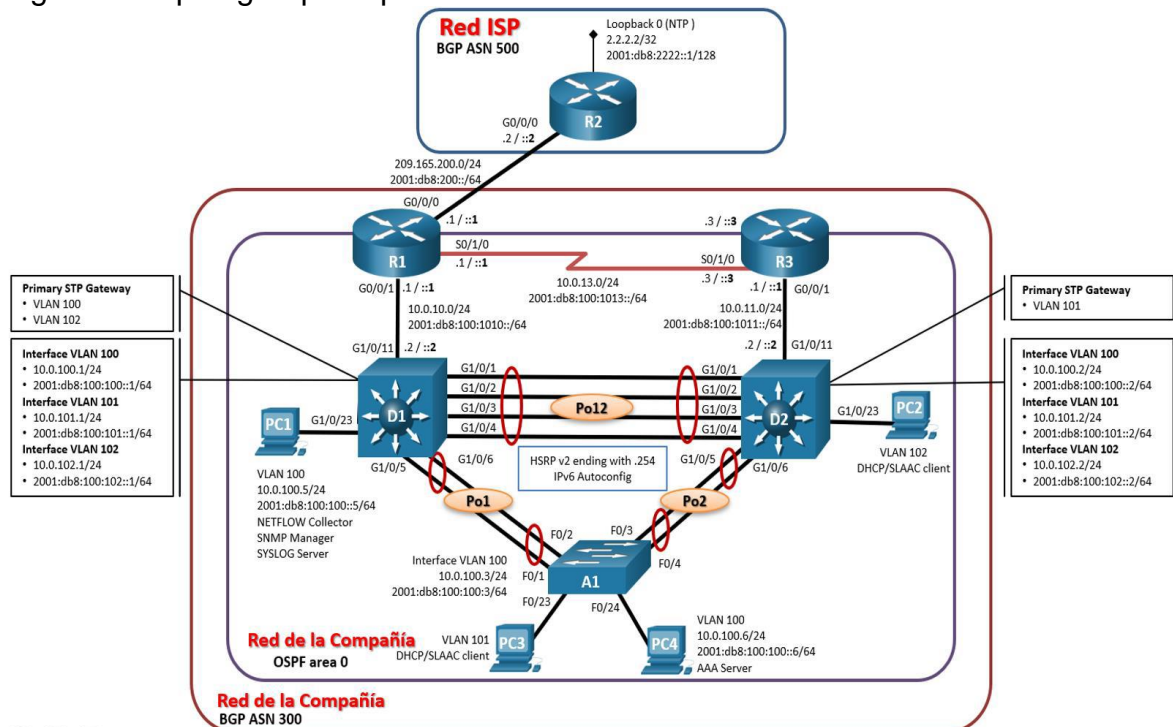 Red ISP
BGP ASN 500
Loopback 0 (NTP )
2.2.2.2/32
2001:db8:2222::1/128
G0/0/0
.2 / ::2
R2
209.165.200.0/24
2001:db8:200::/64
G0/0/0
.1 / ::1
R1
S0/1/0
.1 / ::1
.3 / ::3
R3
S0/1/0
.3 / ::3
10.0.13.0/24
2001:db8:100:1013::/64
G0/0/1
.1 / ::1
10.0.10.0/24
2001:db8:100:1010::/64
.2 / ::2
G1/0/11
.1 / ::1
G0/0/1
10.0.11.0/24
2001:db8:100:1011::/64
.2 / ::2
G1/0/11
Primary STP Gateway
• VLAN 100
• VLAN 102
Interface VLAN 100
• 10.0.100.1/24
• 2001:db8:100:100::1/64
Interface VLAN 101
• 10.0.101.1/24
• 2001:db8:100:101::1/64
Interface VLAN 102
• 10.0.102.1/24
• 2001:db8:100:102::1/64
Primary STP Gateway
• VLAN 101
Interface VLAN 100
• 10.0.100.2/24
• 2001:db8:100:100::2/64
Interface VLAN 101
• 10.0.101.2/24
• 2001:db8:100:101::2/64
Interface VLAN 102
• 10.0.102.2/24
• 2001:db8:100:102::2/64
G1/0/1
G1/0/2
G1/0/3
G1/0/4
Po12
G1/0/1
G1/0/2
G1/0/3
G1/0/4
D1
D2
PC1
G1/0/23
VLAN 100
10.0.100.5/24
2001:db8:100:100::5/64
NETFLOW Collector
SNMP Manager
SYSLOG Server
G1/0/23
PC2
VLAN 102
DHCP/SLAAC client
G1/0/5
G1/0/6
HSRP v2 ending with .254
IPv6 Autoconfig
G1/0/5
G1/0/6
Po1
Po2
F0/2
F0/3
F0/1
F0/4
Interface VLAN 100
10.0.100.3/24
2001:db8:100:100:3/64
A1
F0/23
F0/24
VLAN 101
DHCP/SLAAC client
PC3
PC4
VLAN 100
10.0.100.6/24
2001:db8:100:100::6/64
AAA Server
Red de la Compañía
OSPF area 0
Red de la Compañía
BGP ASN 300